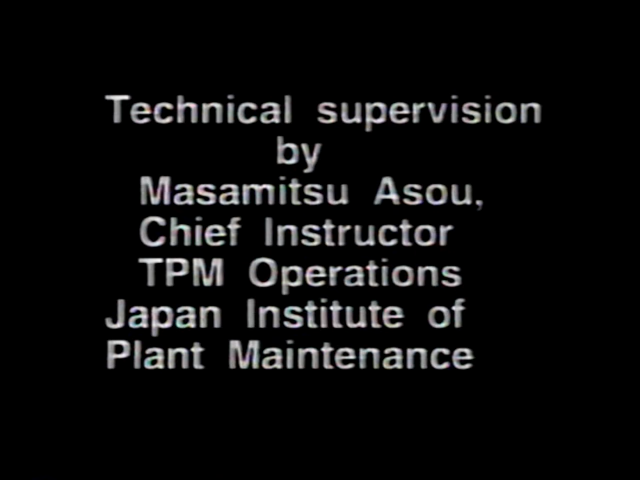 Technical supervision
by
Masamitsu Asou,
Chief Instructor
TPM Operations
Japan Institute of
Plant Maintenance